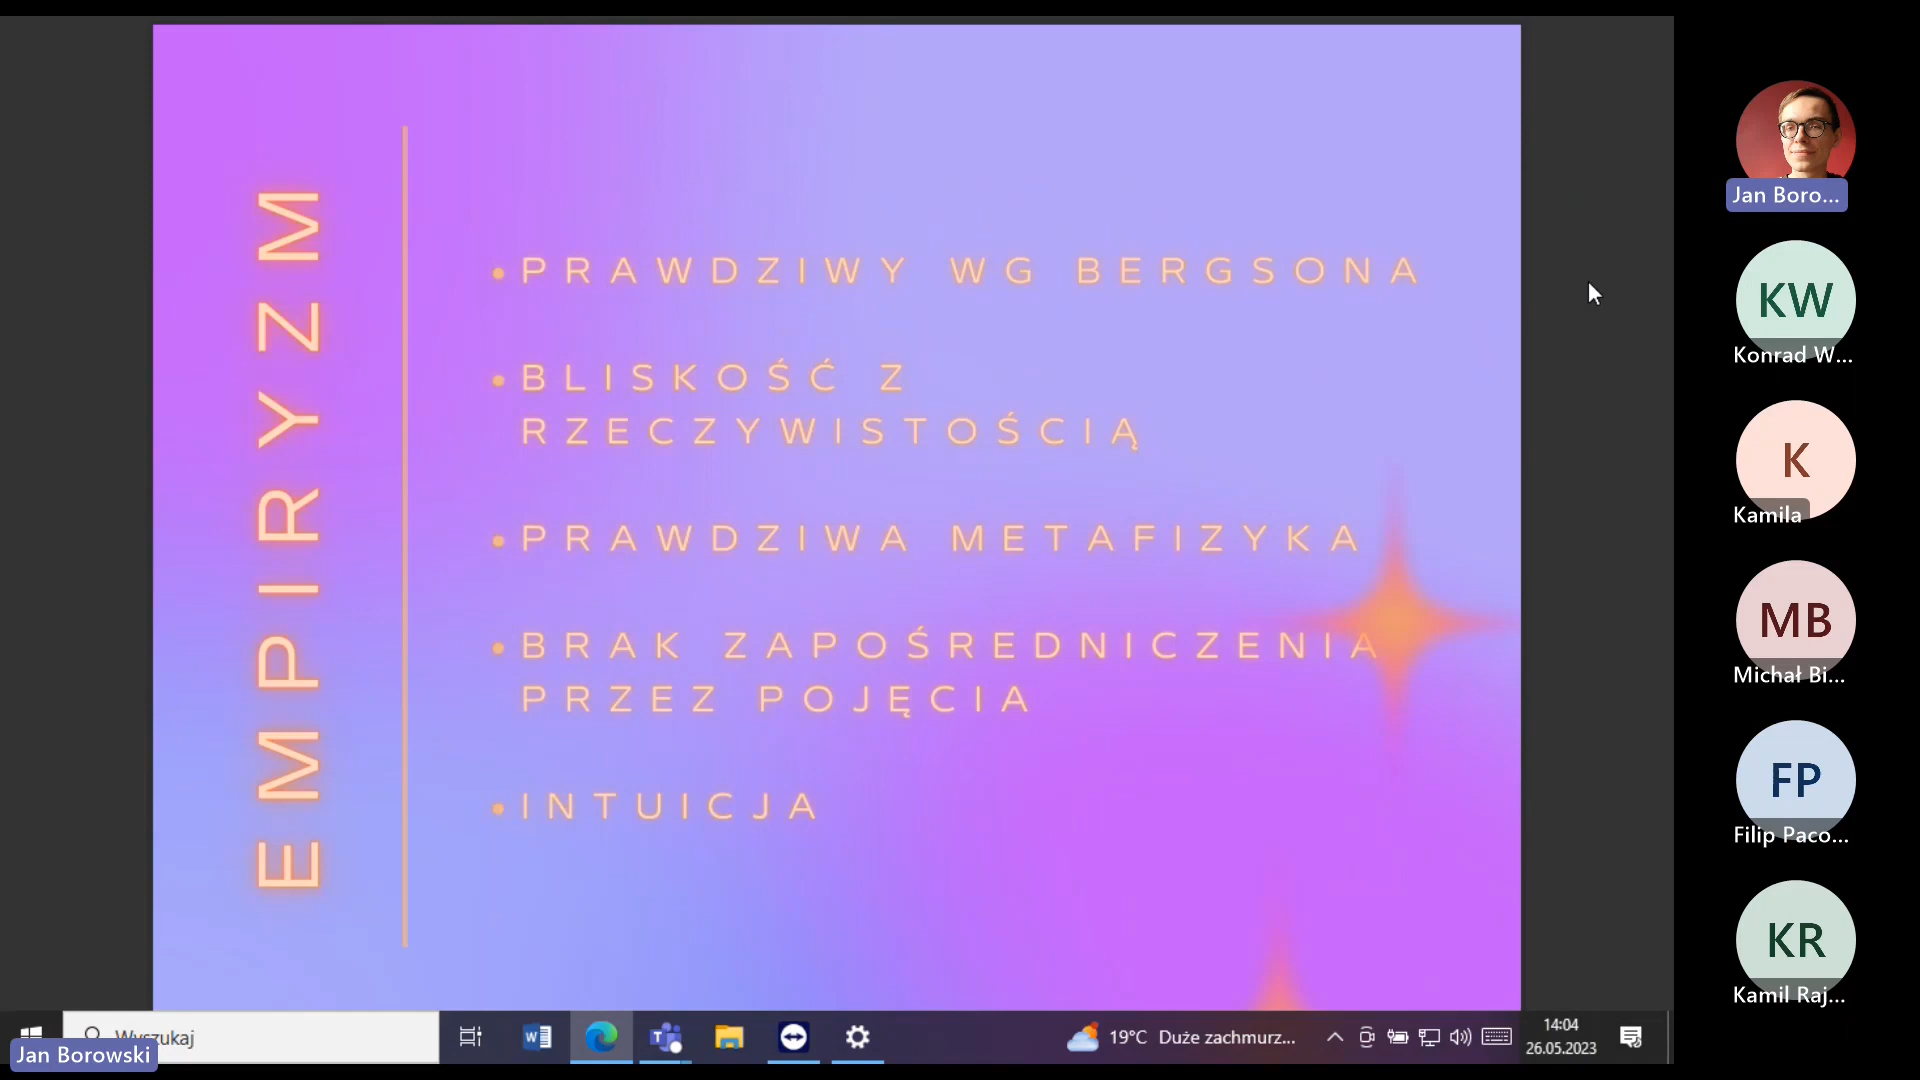 EMPIRYZM
• PRAWDZIWY WG BERGSONA
• BLISKOŚĆ Z
RZECZYWISTOŚCIĄ
• PRAWDZIWA METAFIZYKA
• BRAK ZAPOŚREDNICZENIA
PRZEZ POJĘCIA
• INTUICJA
Jan Boro...
KW
Konrad W...
K
Kamila
MB
Michał Bi...
FP
Filip Paco...
KR
Kamil Raj...
Wyszukaj
19°C Duże zachmurz...
14:04
26.05.2023
Jan Borowski